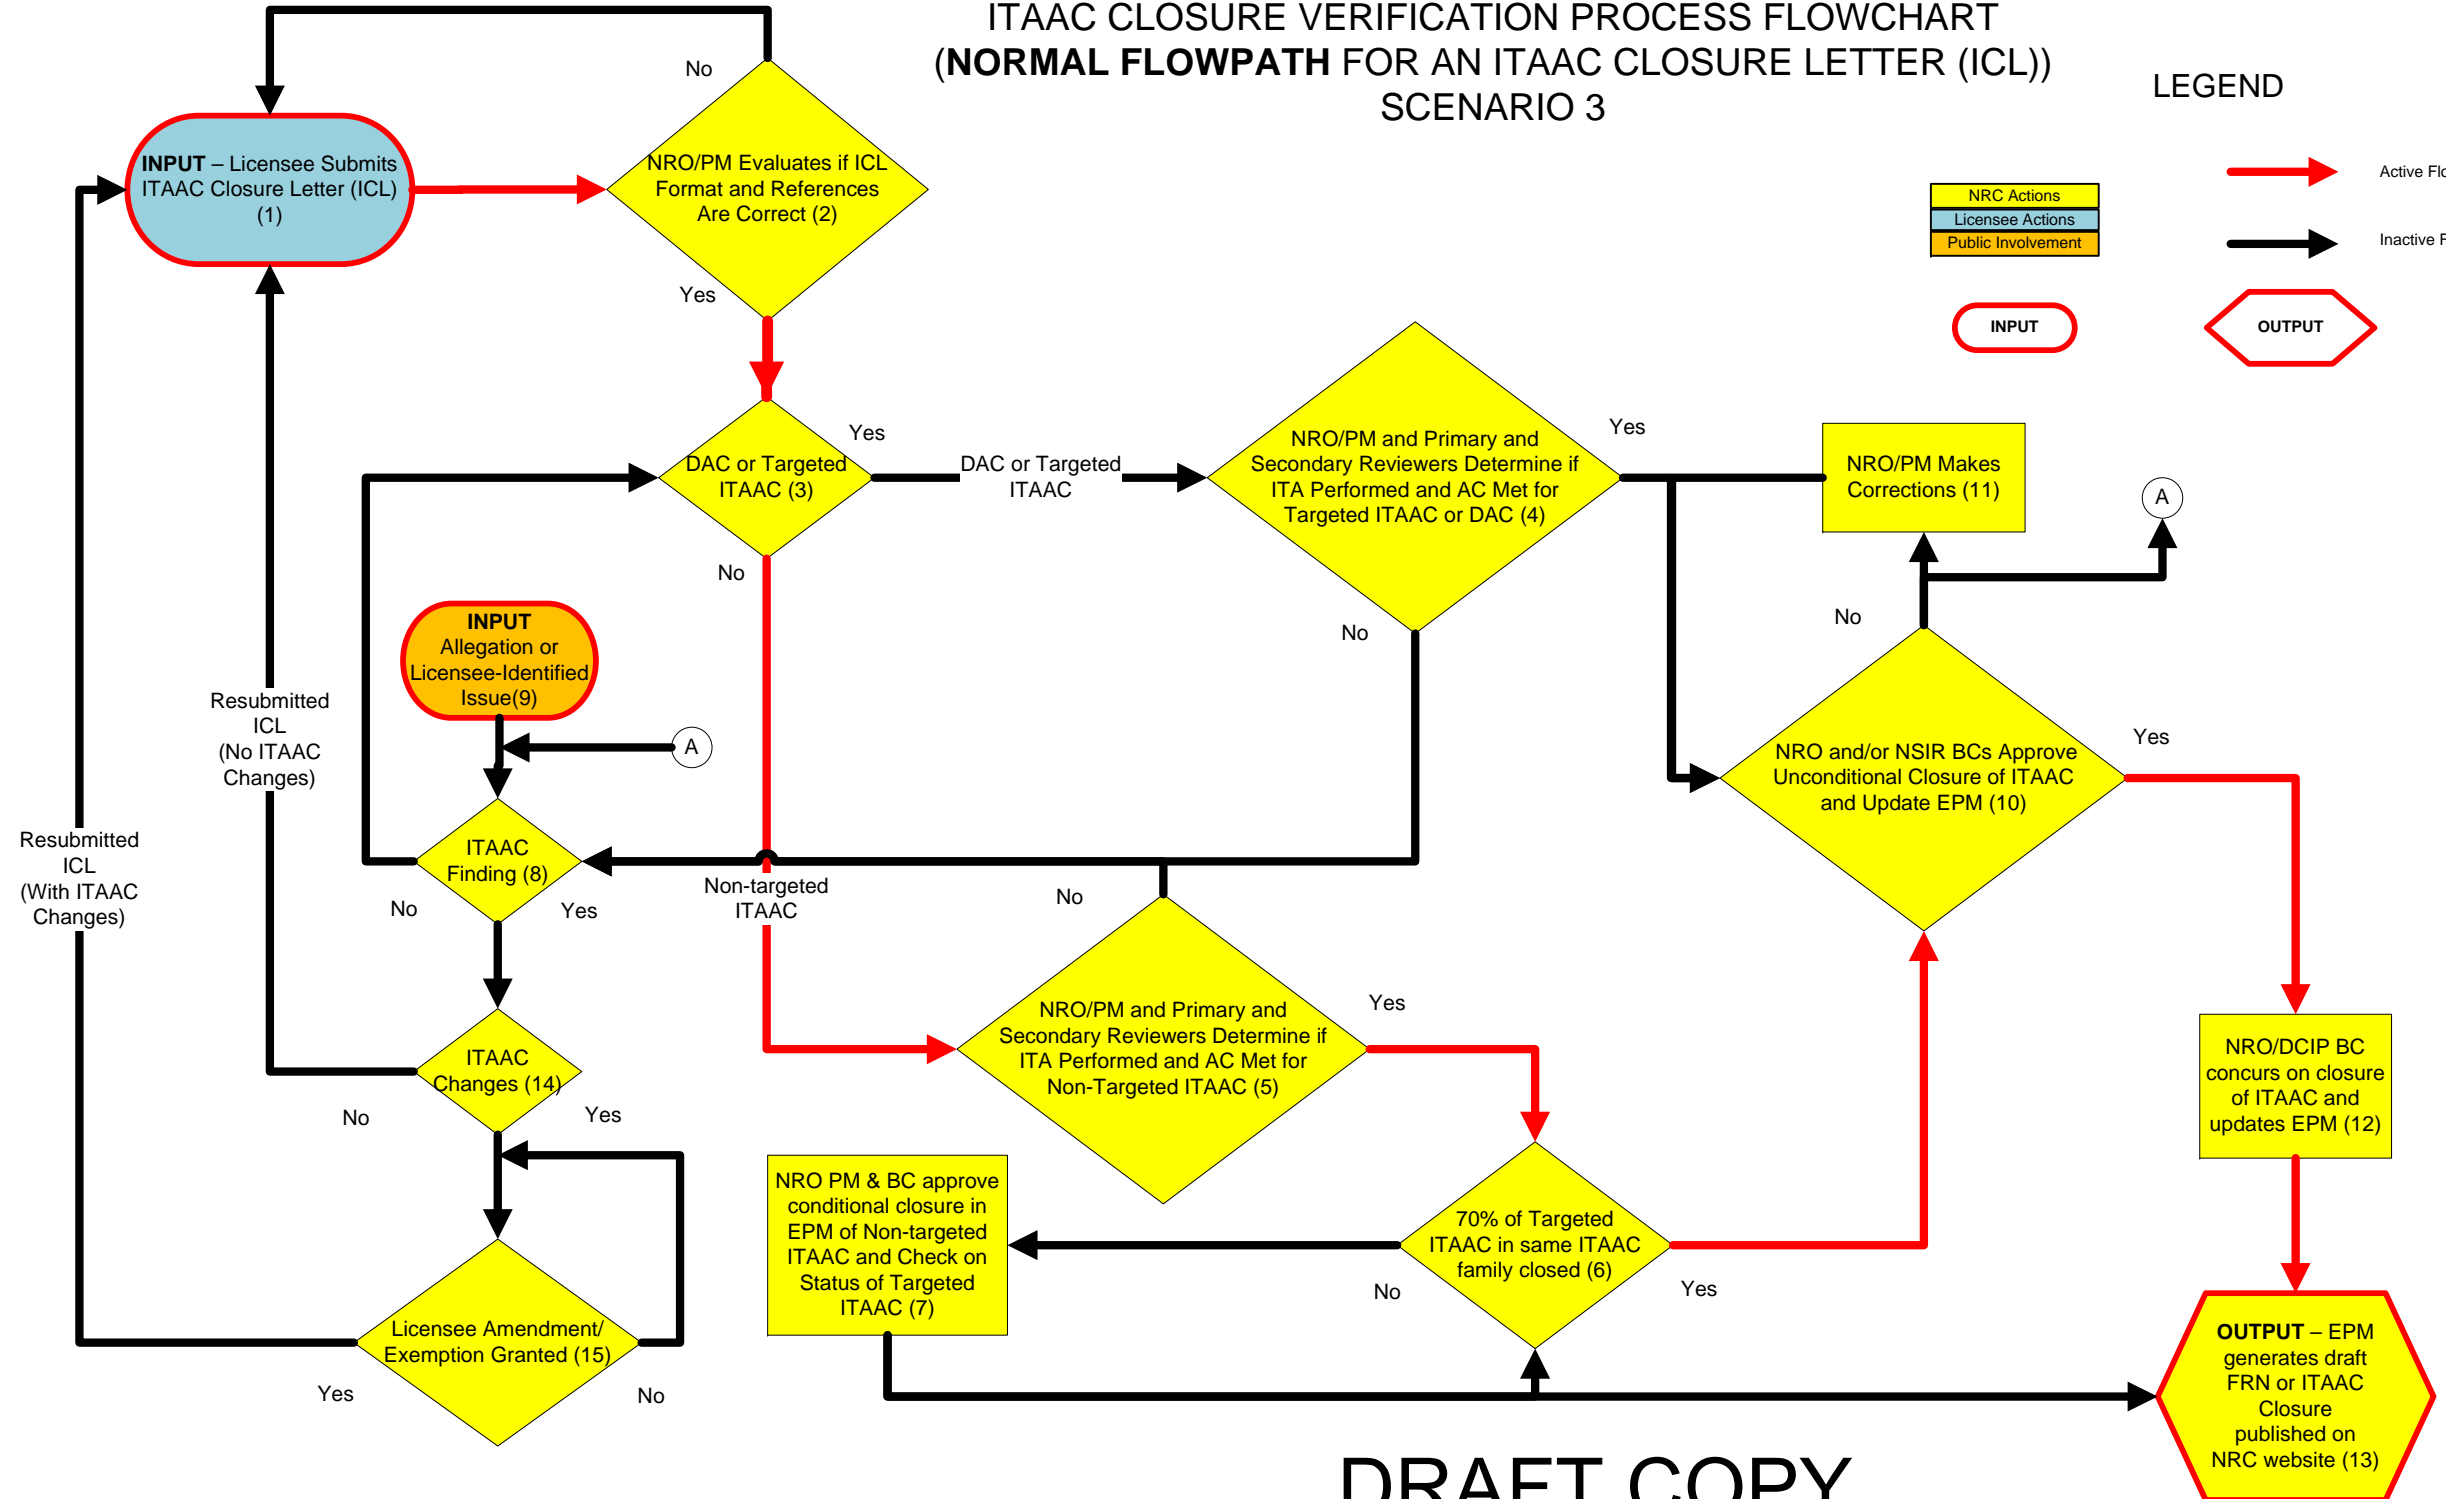 ITAAC CLOSURE VERIFICATION PROCESS FLOWCHART
(NORMAL FLOWPATH FOR AN ITAAC CLOSURE LETTER (ICL))
SCENARIO 3
LEGEND
NRC Actions
Licensee Actions
Public Involvement
Active Flo
Inactive F
INPUT
OUTPUT
No
INPUT – Licensee Submits
ITAAC Closure Letter (ICL)
(1)
NRO/PM Evaluates if ICL
Format and References
Are Correct (2)
Yes
DAC or Targeted
ITAAC (3)
Yes
No
DAC or Targeted
ITAAC
NRO/PM and Primary and
Secondary Reviewers Determine if
ITA Performed and AC Met for
Targeted ITAAC or DAC (4)
Yes
No
NRO/PM Makes
Corrections (11)
A
No
INPUT
Allegation or
Licensee-Identified
Issue(9)
A
Resubmitted
ICL
(No ITAAC
Changes)
NRO and/or NSIR BCs Approve
Unconditional Closure of ITAAC
and Update EPM (10)
Yes
Resubmitted
ICL
(With ITAAC
Changes)
ITAAC
Finding (8)
No
Yes
Non-targeted
ITAAC
No
NRO/PM and Primary and
Secondary Reviewers Determine if
ITA Performed and AC Met for
Non-Targeted ITAAC (5)
Yes
ITAAC
Changes (14)
No
Yes
NRO/DCIP BC
concurs on closure
of ITAAC and
updates EPM (12)
NRO PM & BC approve
conditional closure in
EPM of Non-targeted
ITAAC and Check on
Status of Targeted
ITAAC (7)
70% of Targeted
ITAAC in same ITAAC
family closed (6)
No
Yes
Licensee Amendment/
Exemption Granted (15)
Yes
No
OUTPUT – EPM
generates draft
FRN or ITAAC
Closure
published on
NRC website (13)
DRAFT COPY